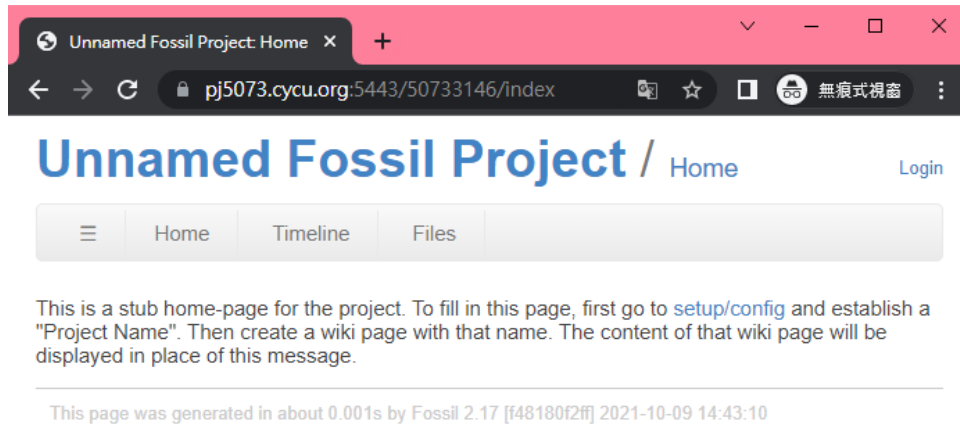 Unnamed Fossil Project: Home
pj5073.cycu.org:5443/50733146/index 無痕式視窗
Unnamed Fossil Project / Home Login
☰ Home Timeline Files
This is a stub home-page for the project. To fill in this page, first go to setup/config and establish a
"Project Name". Then create a wiki page with that name. The content of that wiki page will be
displayed in place of this message.
This page was generated in about 0.001s by Fossil 2.17 [f48180f2ff] 2021-10-09 14:43:10